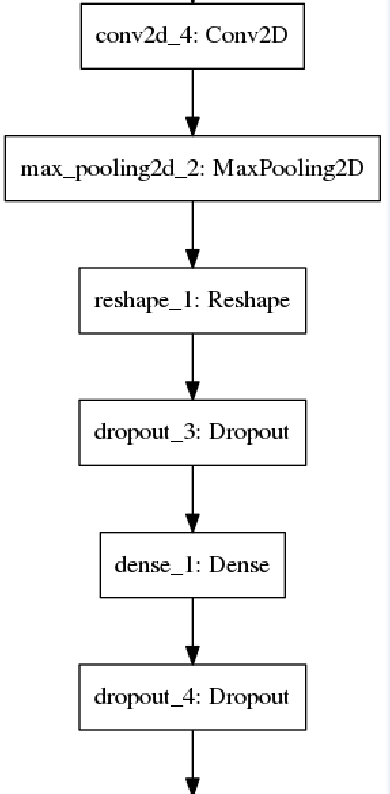 conv2d_4: Conv2D
max_pooling2d_2: MaxPooling2D
reshape_1: Reshape
dropout_3: Dropout
dense_1: Dense
dropout_4: Dropout